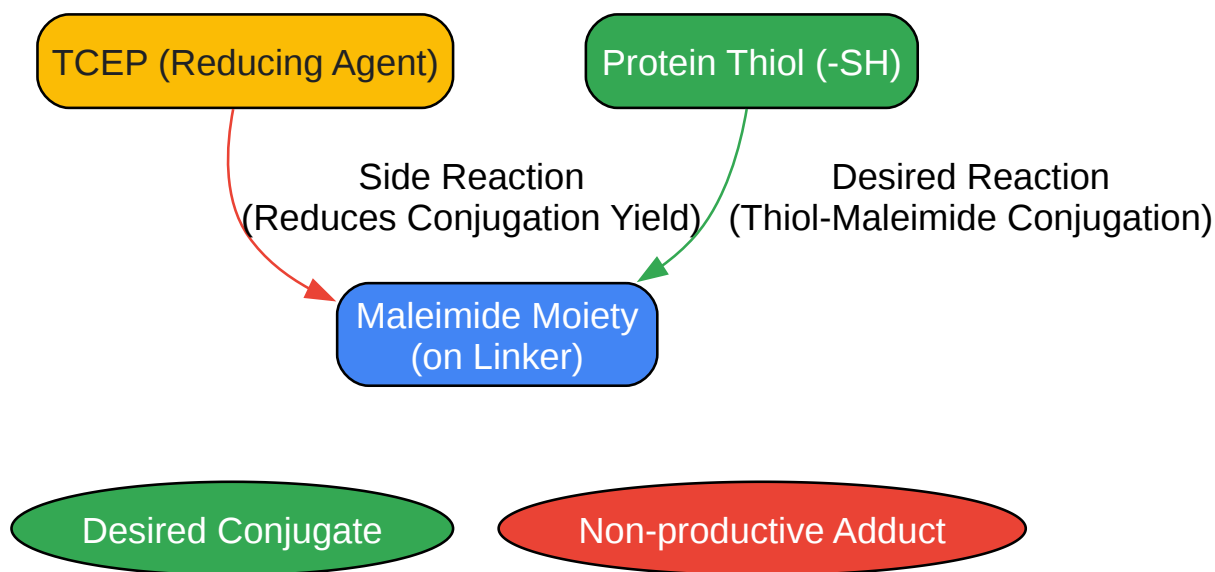 TCEP (Reducing Agent)
Protein Thiol (-SH)
Side Reaction
(Reduces Conjugation Yield)
Desired Reaction
(Thiol-Maleimide Conjugation)
Maleimide Moiety
(on Linker)
Desired Conjugate
Non-productive Adduct